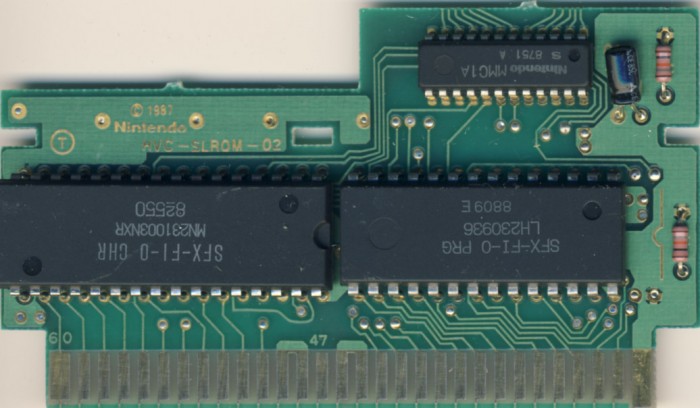 Nintendo
MMC1A
S 8751 A
© 1987
Nintendo
HVC-SLROM-02
T
SFX-FI-0 CHR
MN231003NXR
82550
SFX-FI-0 PRG
LH230936
8809 E
60
47